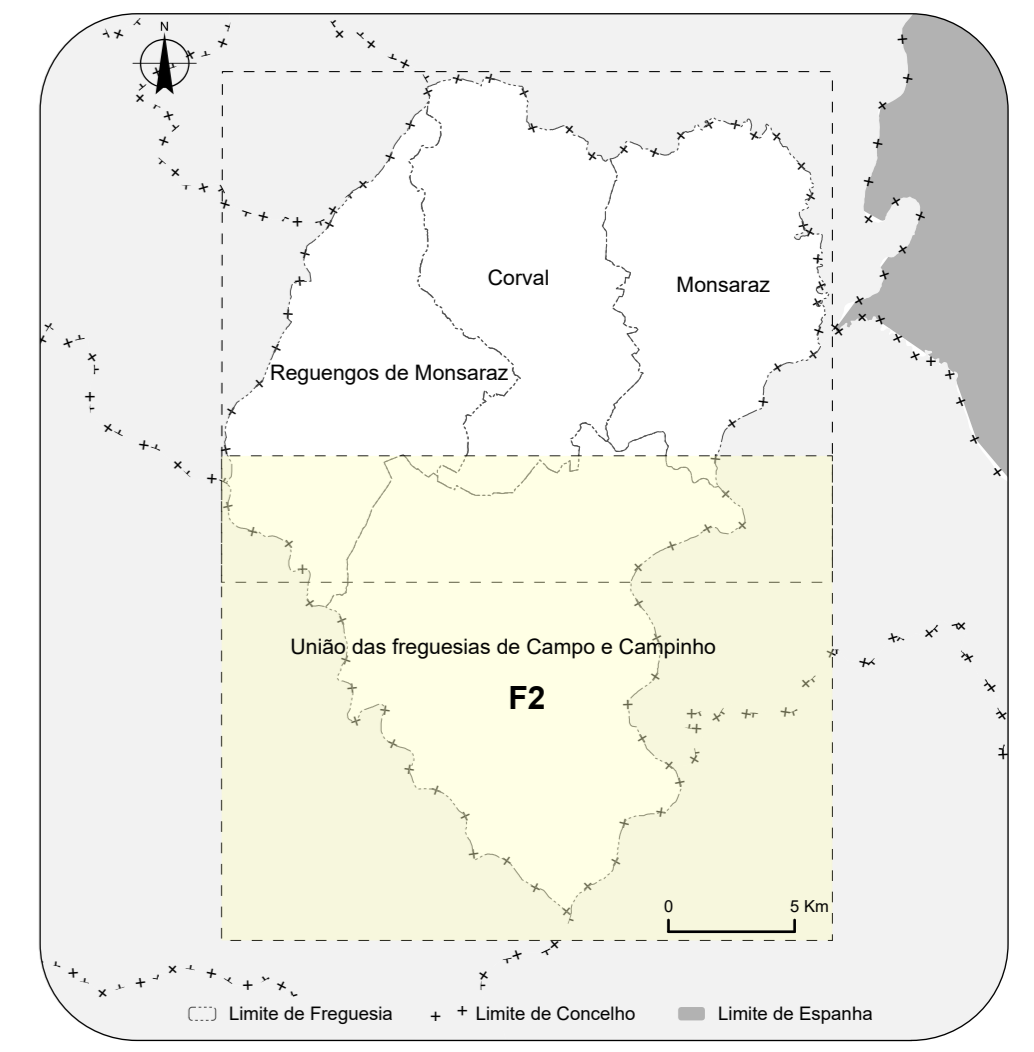 N
Corval
Monsaraz
Reguengos de Monsaraz
União das freguesias de Campo e Campinho
F2
0 5 Km
Limite de Freguesia Limite de Concelho Limite de Espanha